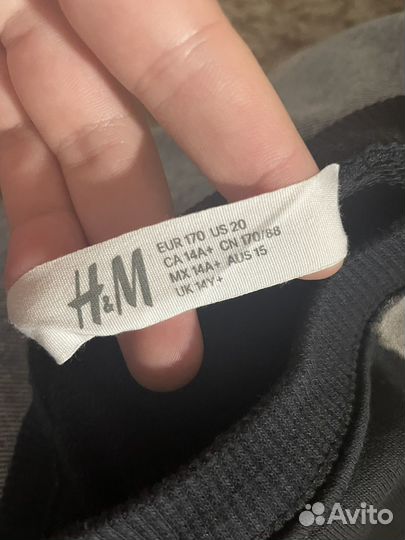 H&M
EUR 170 US 20
CA 14A+ CN 170/88
MX 14A+ AUS 15
UK 14Y+
Avito